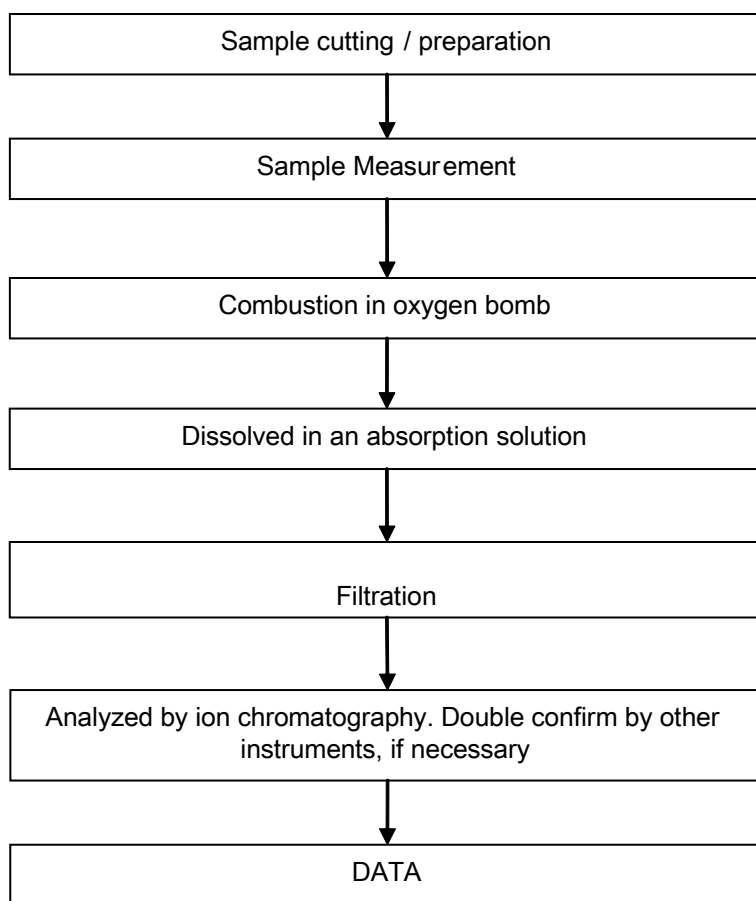 Sample cutting / preparation
Sample Measurement
Combustion in oxygen bomb
Dissolved in an absorption solution
Filtration
Analyzed by ion chromatography. Double confirm by other
instruments, if necessary
DATA